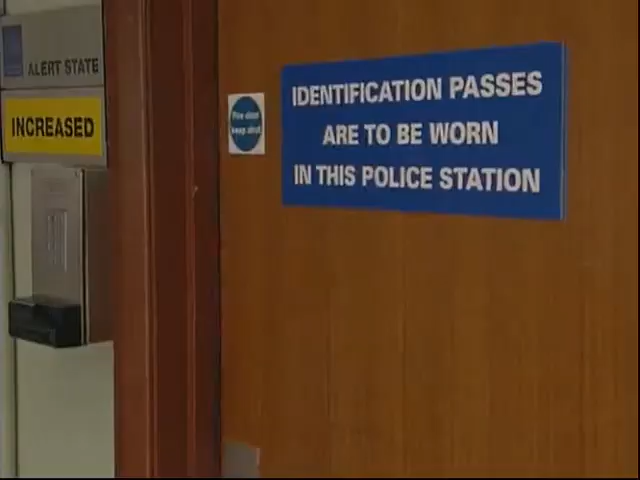 ALERT STATE
INCREASED
Fire door
keep shut
IDENTIFICATION PASSES
ARE TO BE WORN
IN THIS POLICE STATION